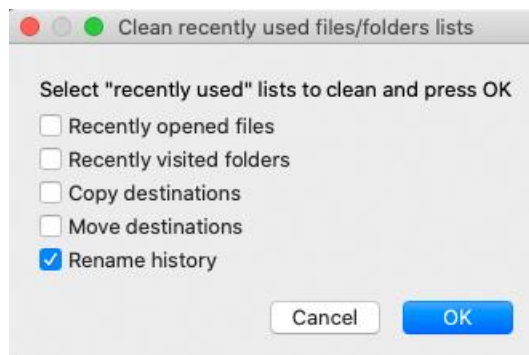 Clean recently used files/folders lists
Select "recently used" lists to clean and press OK
Recently opened files
Recently visited folders
Copy destinations
Move destinations
Rename history
Cancel OK